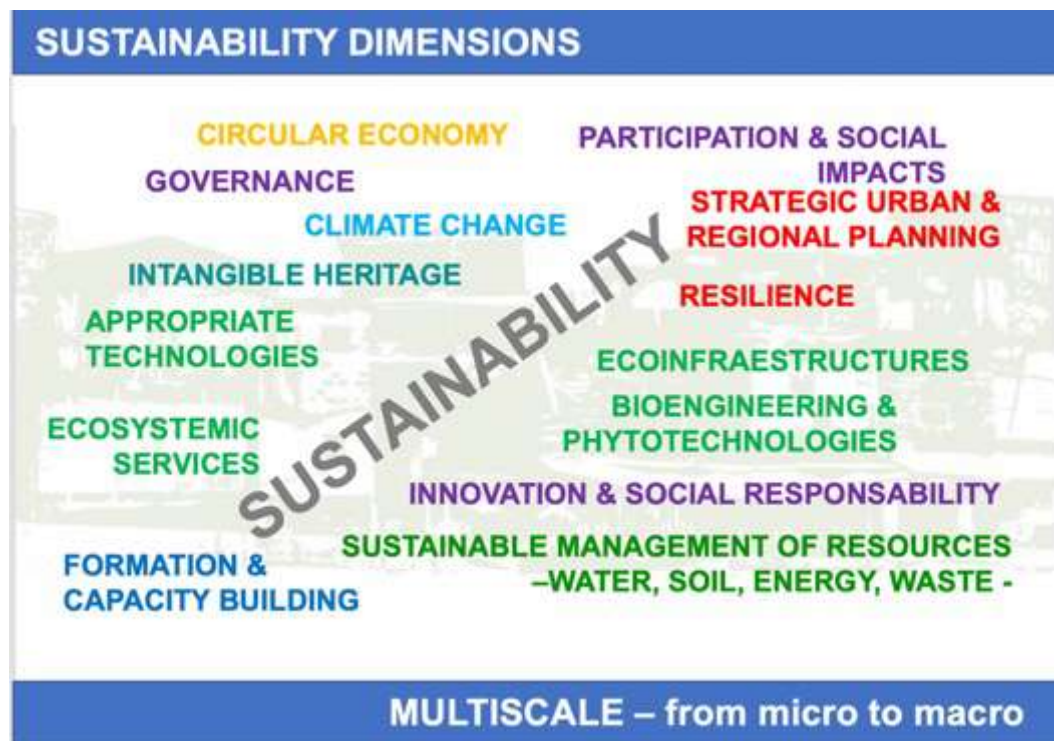 SUSTAINABILITY DIMENSIONS
CIRCULAR ECONOMY
PARTICIPATION & SOCIAL
IMPACTS
GOVERNANCE
STRATEGIC URBAN &
REGIONAL PLANNING
CLIMATE CHANGE
INTANGIBLE HERITAGE
RESILIENCE
APPROPRIATE
TECHNOLOGIES
SUSTAINABILITY
ECOINFRAESTRUCTURES
BIOENGINEERING &
PHYTOTECHNOLOGIES
ECOSYSTEMIC
SERVICES
INNOVATION & SOCIAL RESPONSABILITY
SUSTAINABLE MANAGEMENT OF RESOURCES
–WATER, SOIL, ENERGY, WASTE -
FORMATION &
CAPACITY BUILDING
MULTISCALE – from micro to macro